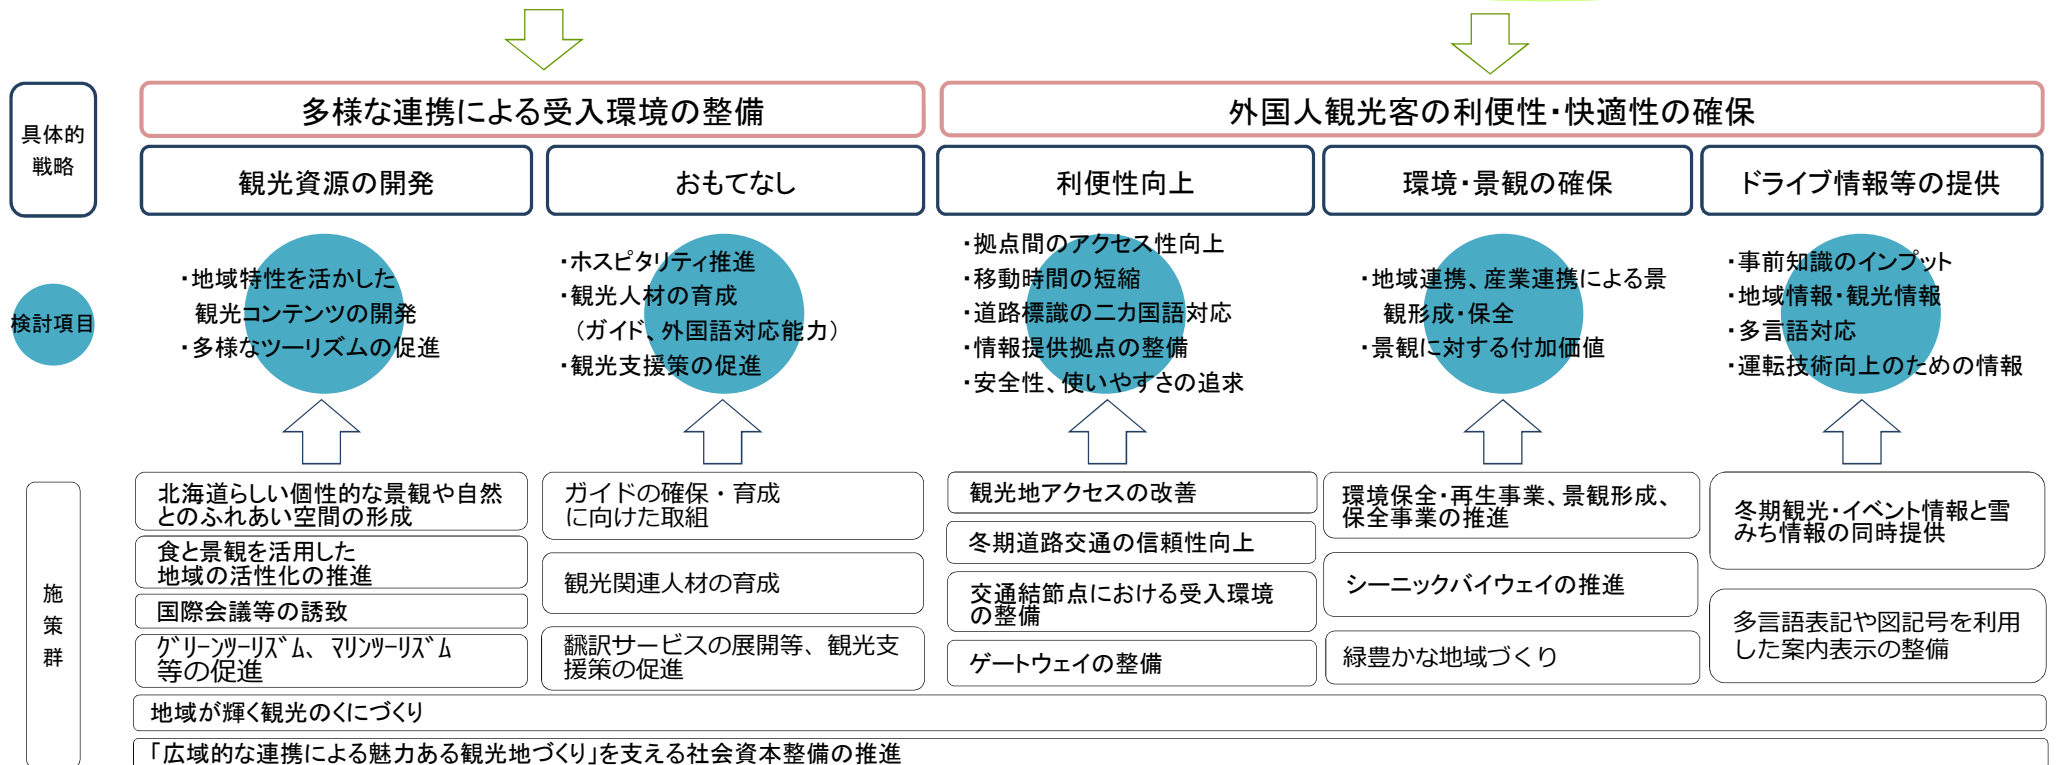 具体的
戦略
多様な連携による受入環境の整備
外国人観光客の利便性・快適性の確保
観光資源の開発
おもてなし
利便性向上
環境・景観の確保
ドライブ情報等の提供
検討項目
・地域特性を活かした
観光コンテンツの開発
・多様なツーリズムの促進
・ホスピタリティ推進
・観光人材の育成
（ガイド、外国語対応能力）
・観光支援策の促進
・拠点間のアクセス性向上
・移動時間の短縮
・道路標識の二カ国語対応
・情報提供拠点の整備
・安全性、使いやすさの追求
・地域連携、産業連携による景
観形成・保全
・景観に対する付加価値
・事前知識のインプット
・地域情報・観光情報
・多言語対応
・運転技術向上のための情報
施
策
群
北海道らしい個性的な景観や自然
とのふれあい空間の形成
食と景観を活用した
地域の活性化の推進
国際会議等の誘致
ｸﾞﾘｰﾝﾂｰﾘｽﾞﾑ、ﾏﾘﾝﾂｰﾘｽﾞﾑ
等の促進
ガイドの確保・育成
に向けた取組
観光関連人材の育成
翻訳サービスの展開等、観光支
援策の促進
観光地アクセスの改善
冬期道路交通の信頼性向上
交通結節点における受入環境
の整備
ゲートウェイの整備
環境保全・再生事業、景観形成、
保全事業の推進
シーニックバイウェイの推進
緑豊かな地域づくり
冬期観光・イベント情報と雪
みち情報の同時提供
多言語表記や図記号を利用
した案内表示の整備
地域が輝く観光のくにづくり
「広域的な連携による魅力ある観光地づくり」を支える社会資本整備の推進